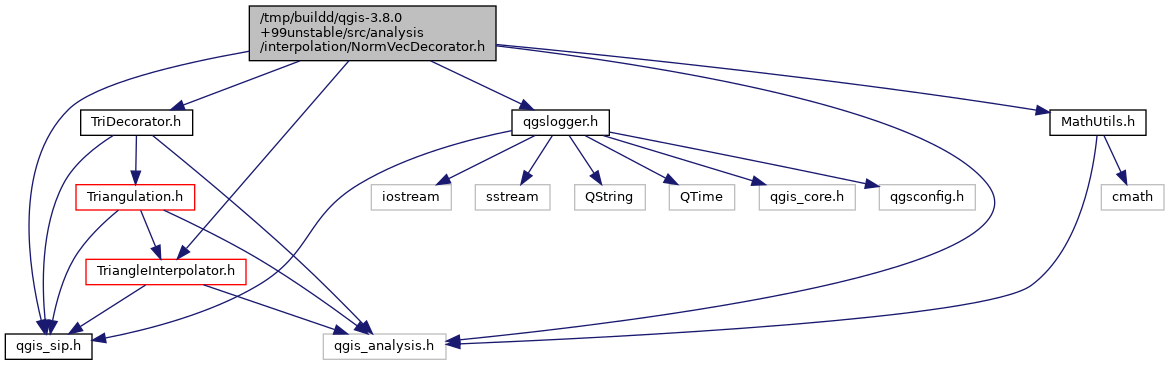 /tmp/buildd/qgis-3.8.0
+99unstable/src/analysis
/interpolation/NormVecDecorator.h
TriDecorator.h
qgslogger.h
MathUtils.h
Triangulation.h
iostream
sstream
QString
QTime
qgis_core.h
qgsconfig.h
cmath
TriangleInterpolator.h
qgis_sip.h
qgis_analysis.h